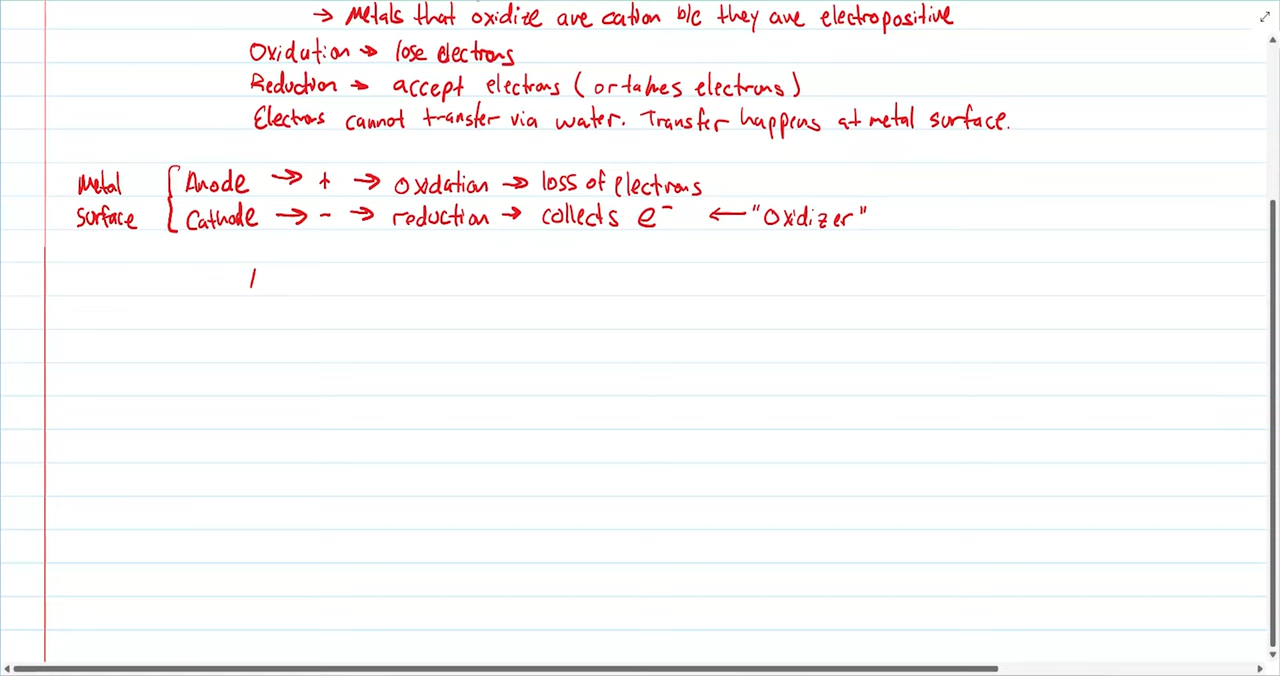 → Metals that oxidize are cation b/c they are electropositive
Oxidation → lose electrons
Reduction → accept electrons (or takes electrons)
Electrons cannot transfer via water. Transfer happens at metal surface.
Metal Surface { Anode → + → oxidation → loss of electrons
Cathode → - → reduction → collects e⁻ ← "Oxidizer"